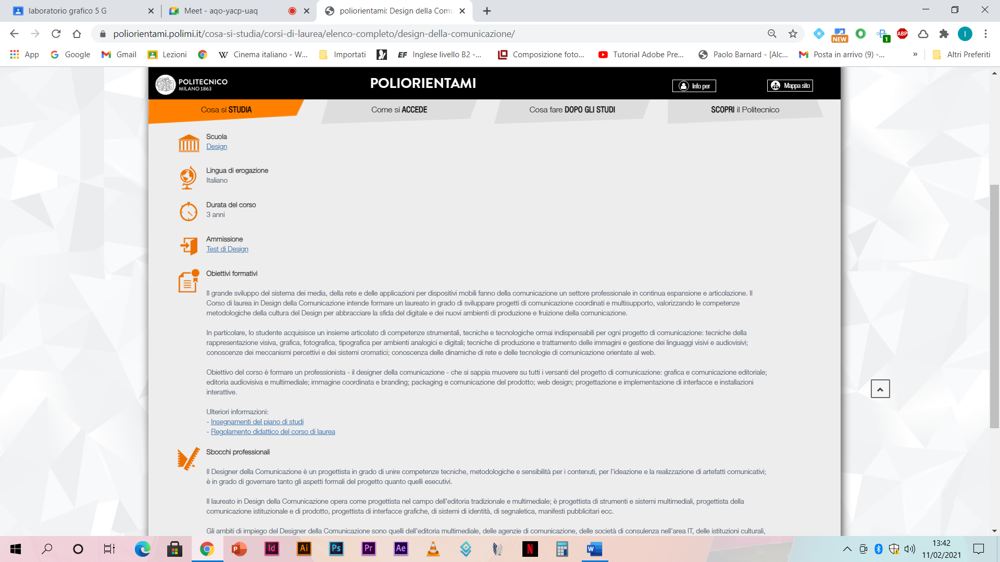 laboratorio grafico 5 G
Meet - aqo-yacp-uaq
poliorientami: Design della Comu
poliorientami.polimi.it/cosa-si-studia/corsi-di-laurea/elenco-completo/design-della-comunicazione/
NEW
1
ABP
I
App
Google
Gmail
Lezioni
W
Cinema italiano - W...
Importati
EF
Inglese livello B2 -...
Composizione foto...
Tutorial Adobe Pre...
Paolo Barnard - [Alc...
Posta in arrivo (9) -...
»
Altri Preferiti
POLITECNICO
MILANO 1863
POLIORIENTAMI
Info per
Mappa sito
Cosa si STUDIA
Come si ACCEDE
Cosa fare DOPO GLI STUDI
SCOPRI il Politecnico
Scuola
Design
Lingua di erogazione
Italiano
Durata del corso
3 anni
Ammissione
Test di Design
Obiettivi formativi
Il grande sviluppo del sistema dei media, della rete e delle applicazioni per dispositivi mobili fanno della comunicazione un settore professionale in continua espansione e articolazione. Il
Corso di laurea in Design della Comunicazione intende formare un laureato in grado di sviluppare progetti di comunicazione coordinati e multisupporto, valorizzando le competenze
metodologiche della cultura del Design per abbracciare la sfida del digitale e dei nuovi ambienti di produzione e fruizione della comunicazione.
In particolare, lo studente acquisisce un insieme articolato di competenze strumentali, tecniche e tecnologiche ormai indispensabili per ogni progetto di comunicazione: tecniche della
rappresentazione visiva, grafica, fotografica, tipografica per ambienti analogici e digitali; tecniche di produzione e trattamento delle immagini e gestione dei linguaggi visivi e audiovisivi;
conoscenze dei meccanismi percettivi e dei sistemi cromatici; conoscenza delle dinamiche di rete e delle tecnologie di comunicazione orientate al web.
Obiettivo del corso è formare un professionista - il designer della comunicazione - che si sappia muovere su tutti i versanti del progetto di comunicazione: grafica e comunicazione editoriale;
editoria audiovisiva e multimediale; immagine coordinata e branding; packaging e comunicazione del prodotto; web design; progettazione e implementazione di interfacce e installazioni
interattive.
Ulteriori informazioni:
- Insegnamenti del piano di studi
- Regolamento didattico del corso di laurea
Sbocchi professionali
Il Designer della Comunicazione è un progettista in grado di unire competenze tecniche, metodologiche e sensibilità per i contenuti, per l'ideazione e la realizzazione di artefatti comunicativi;
è in grado di governare tanto gli aspetti formali del progetto quanto quelli esecutivi.
Il laureato in Design della Comunicazione opera come progettista nel campo dell'editoria tradizionale e multimediale; è progettista di strumenti e sistemi multimediali, progettista della
comunicazione istituzionale e di prodotto, progettista di interfacce grafiche, di sistemi di identità, di segnaletica, manifesti pubblicitari ecc.
Gli ambiti di impiego del Designer della Comunicazione sono quelli dell'editoria multimediale, delle agenzie di comunicazione, delle società di consulenza nell'area IT, delle istituzioni culturali,
P
Id
Ai
Ps
Pr
Ae
N
W
13:42
11/02/2021